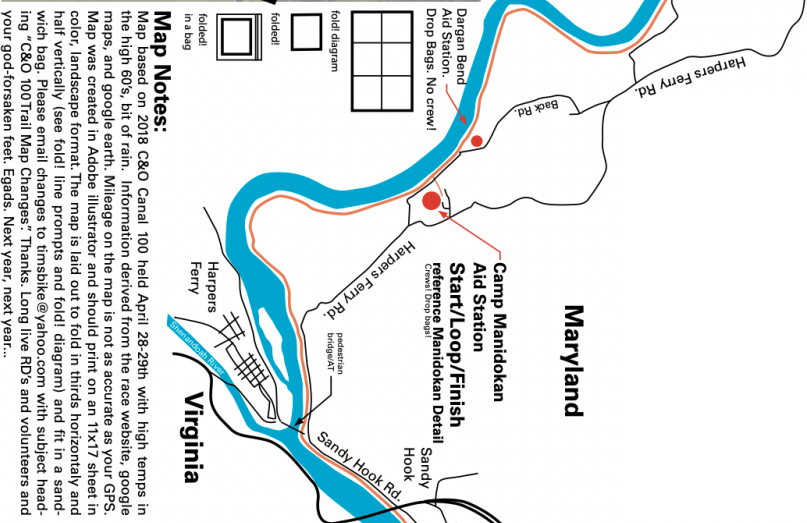 Maryland
Camp Manidokan
Aid Station
Start/Loop/Finish
reference Manidokan Detail
Crews! Drop bags!
Dargan Bend
Aid Station.
Drop Bags. No crew!
Harpers Ferry Rd.
Back Rd.
Harpers Ferry Rd.
Sandy
Hook
Sandy Hook Rd.
pedestrian
bridge/AT
Harpers
Ferry
Shenandoah River
Virginia
fold! diagram
folded!
folded!
in a bag
Map Notes:
Map based on 2018 C&O Canal 100 held April 28-29th with high temps in
the high 60's, bit of rain. Information derived from the race website, google
maps, and google earth. Mileage on the map is not as accurate as your GPS.
Map was created in Adobe illustrator and should print on an 11x17 sheet in
color, landscape format. The map is laid out to fold in thirds horizontaly and
half vertically (see fold! line prompts and fold! diagram) and fit in a sand-
wich bag. Please email changes to timsbike@yahoo.com with subject head-
ing "C&O 100 Trail Map Changes". Thanks. Long live RD's and volunteers and
your god-forsaken feet. Egads. Next year, next year...